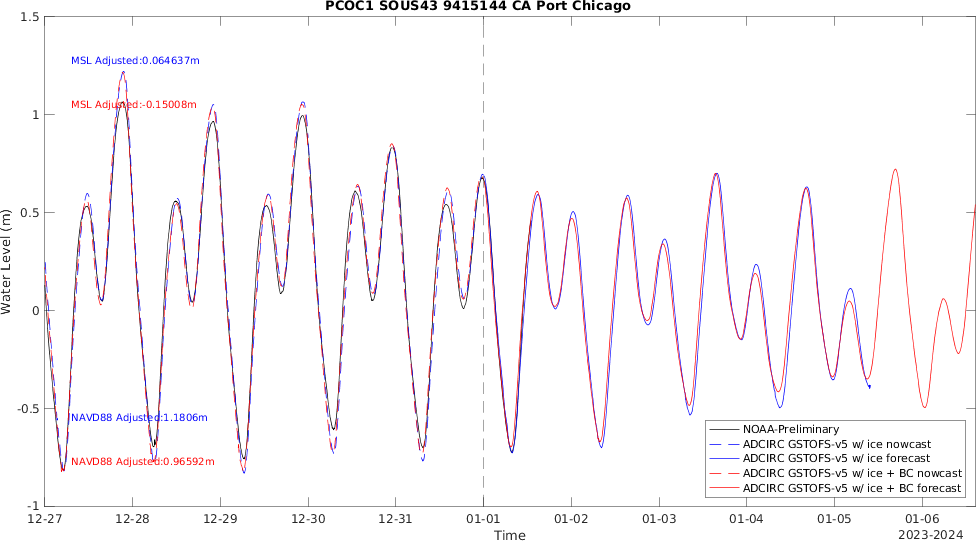 PCOC1 SOUS43 9415144 CA Port Chicago
1.5
MSL Adjusted:0.064637m
MSL Adjusted:-0.15008m
1
0.5
Water Level (m)
0
-0.5
NAVD88 Adjusted:1.1806m
NAVD88 Adjusted:0.96592m
-1
NOAA-Preliminary
ADCIRC GSTOFS-v5 w/ ice nowcast
ADCIRC GSTOFS-v5 w/ ice forecast
ADCIRC GSTOFS-v5 w/ ice + BC nowcast
ADCIRC GSTOFS-v5 w/ ice + BC forecast
12-27 12-28 12-29 12-30 12-31 01-01 01-02 01-03 01-04 01-05 01-06
Time
2023-2024